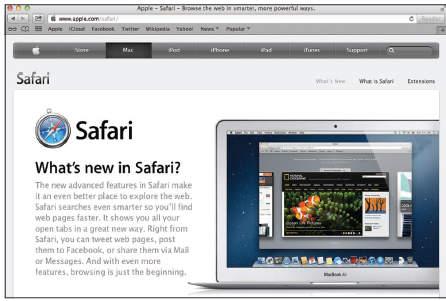 Apple – Safari – Browse the web in smarter, more powerful ways.
www.apple.com/safari/
Reader
Apple iCloud Facebook Twitter Wikipedia Yahoo! News Popular
Store Mac iPod iPhone iPad iTunes Support
Safari
What's New What is Safari Extensions
Safari
What's new in Safari?
The new advanced features in Safari make
it an even better place to explore the web.
Safari searches even smarter so you'll find
web pages faster. It shows you all your
open tabs in a great new way. Right from
Safari, you can tweet web pages, post
them to Facebook, or share them via Mail
or Messages. And with even more
features, browsing is just the beginning.
MacBook Air